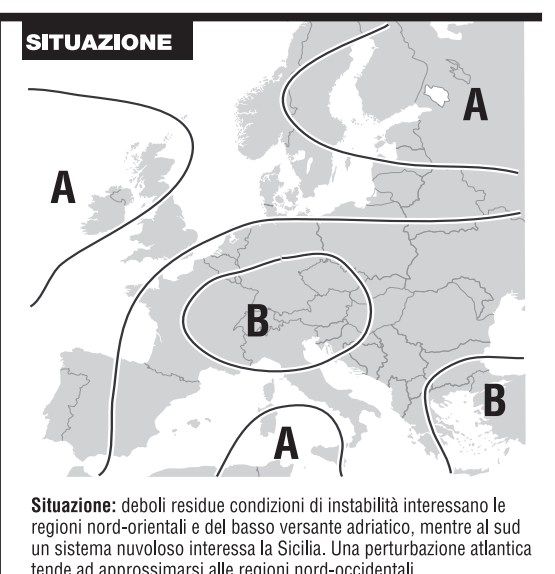 SITUAZIONE
A
A
B
B
A
Situazione: deboli residue condizioni di instabilità interessano le
regioni nord-orientali e del basso versante adriatico, mentre al sud
un sistema nuvoloso interessa la Sicilia. Una perturbazione atlantica
tende ad approssimarsi alle regioni nord-occidentali